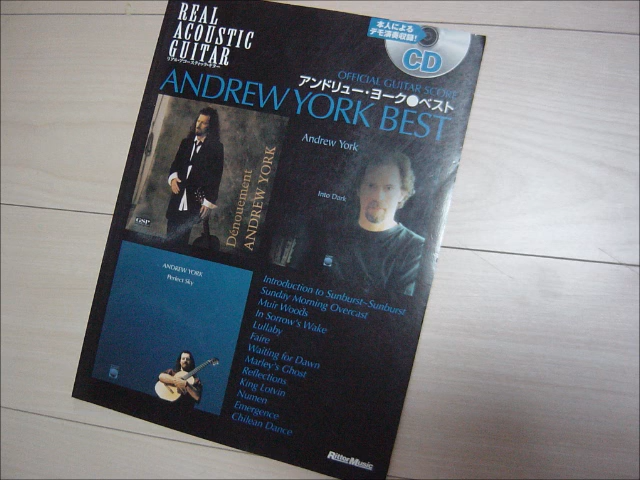 REAL
ACOUSTIC
GUITAR
リアル・アコースティック・ギター
本人による
デモ演奏収録!
CD
OFFICIAL GUITAR SCORE
アンドリュー・ヨーク●ベスト
ANDREW YORK BEST
Dénouement
ANDREW YORK
GSP
Andrew York
Into Dark
ANDREW YORK
Perfect Sky
Introduction to Sunburst~Sunburst
Sunday Morning Overcast
Muir Woods
In Sorrow's Wake
Lullaby
Faire
Waiting for Dawn
Marley's Ghost
Reflections
King Lotvin
Numen
Emergence
Chilean Dance
Rittor Music